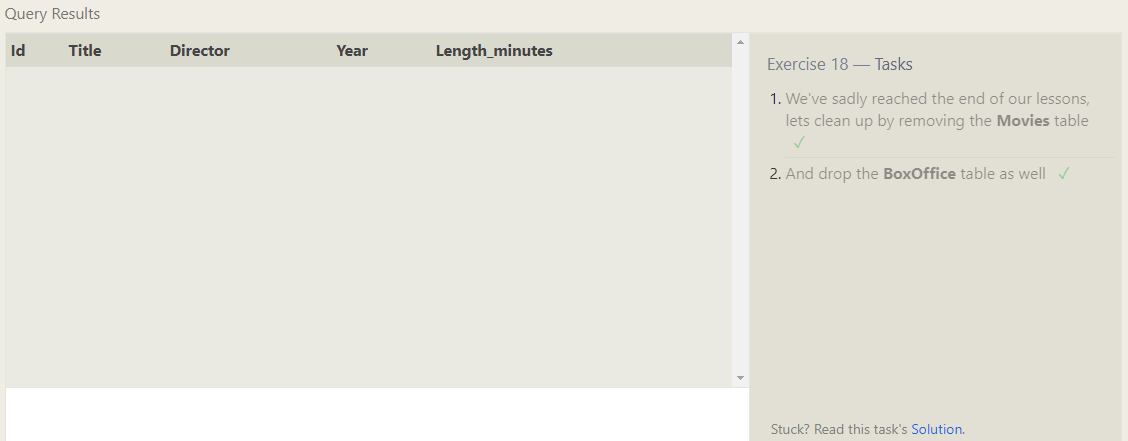 Query Results
Id Title Director Year Length_minutes
Exercise 18 — Tasks
1. We've sadly reached the end of our lessons,
lets clean up by removing the Movies table
✓
2. And drop the BoxOffice table as well ✓
Stuck? Read this task's Solution.